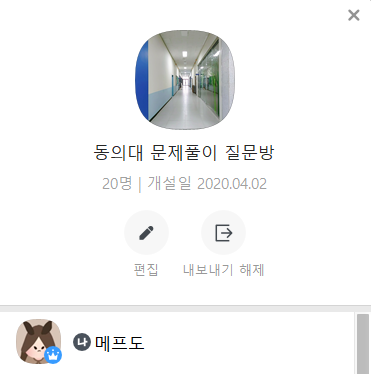 동의대 문제풀이 질문방
20명 | 개설일 2020.04.02
편집 내보내기 해제
나 메프도